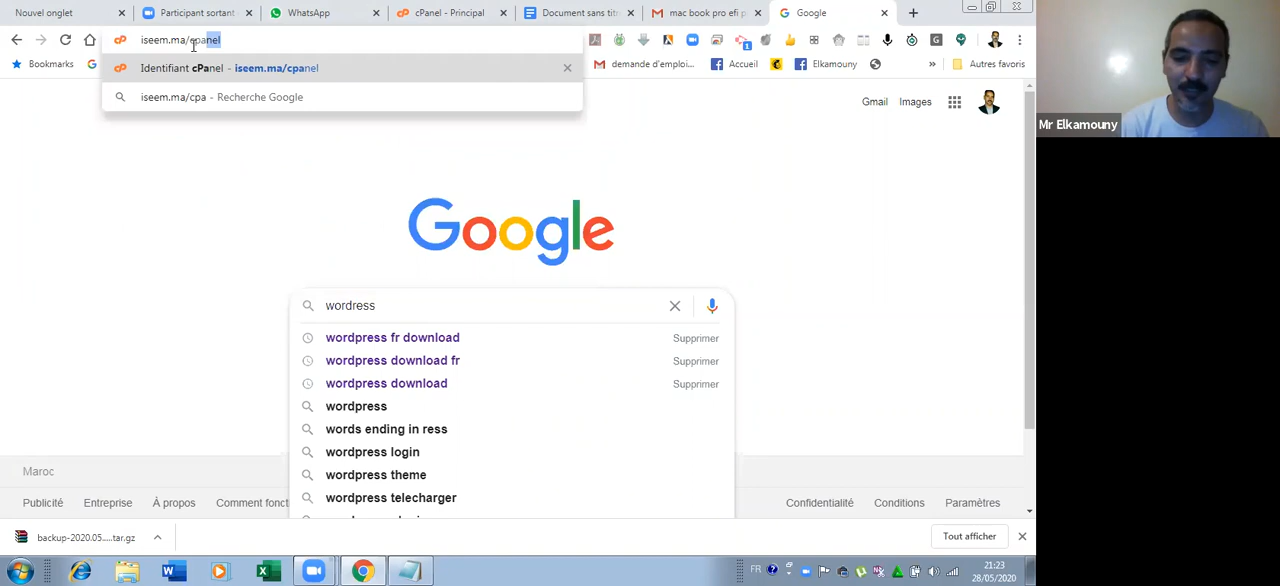 Nouvel onglet
Participant sortant
WhatsApp
cPanel - Principal
Document sans titr
mac book pro efi p
Google
iseem.ma/cpanel
Bookmarks
demande d'emploi...
Accueil
Elkamouny
»
Autres favoris
Identifiant cPanel - iseem.ma/cpanel
iseem.ma/cpa - Recherche Google
Gmail
Images
Mr Elkamouny
Google
wordress
wordpress fr download
Supprimer
wordpress download fr
Supprimer
wordpress download
Supprimer
wordpress
words ending in ress
wordpress login
wordpress theme
wordpress telecharger
Maroc
Publicité
Entreprise
À propos
Comment fonct
Confidentialité
Conditions
Paramètres
backup-2020.05.....tar.gz
Tout afficher
FR
21:23
28/05/2020